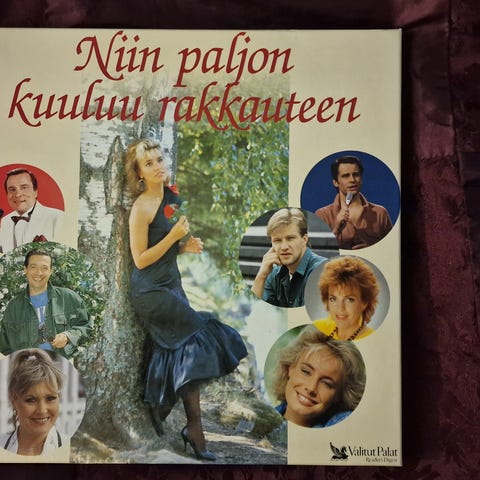 Niin paljon
kuuluu rakkauteen
Valitut Palat
Reader's Digest